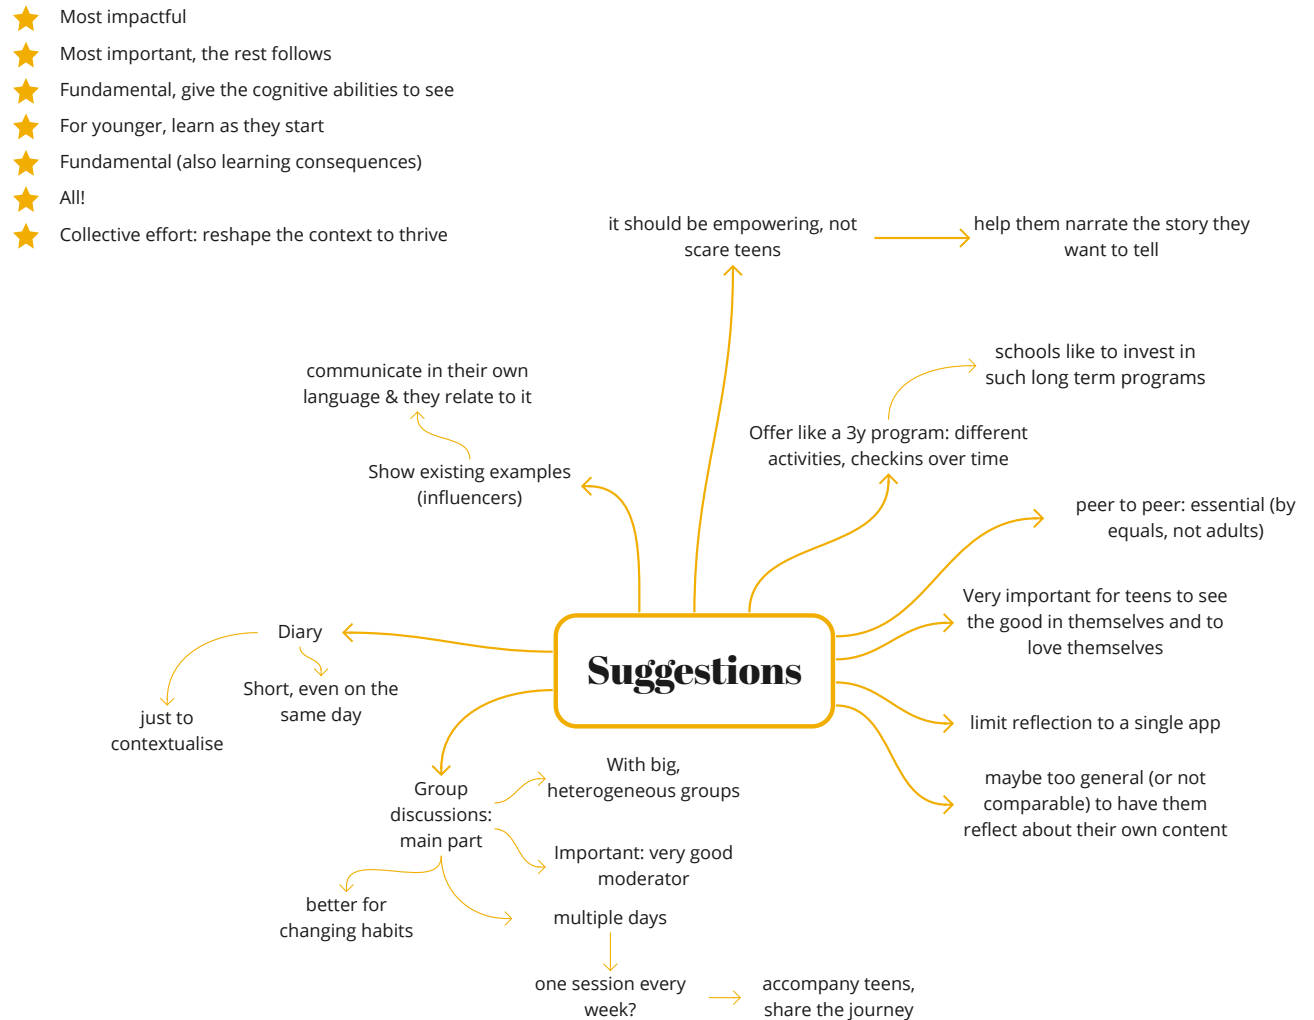 Most impactful
Most important, the rest follows
Fundamental, give the cognitive abilities to see
For younger, learn as they start
Fundamental (also learning consequences)
All!
Collective effort: reshape the context to thrive
it should be empowering, not
scare teens
help them narrate the story they
want to tell
schools like to invest in
such long term programs
communicate in their own
language & they relate to it
Offer like a 3y program: different
activities, checkins over time
Show existing examples
(influencers)
peer to peer: essential (by
equals, not adults)
Very important for teens to see
the good in themselves and to
love themselves
Diary
Suggestions
Short, even on the
same day
just to
contextualise
limit reflection to a single app
With big,
heterogeneous groups
maybe too general (or not
comparable) to have them
reflect about their own content
Group
discussions:
main part
Important: very good
moderator
better for
changing habits
multiple days
one session every
week?
accompany teens,
share the journey